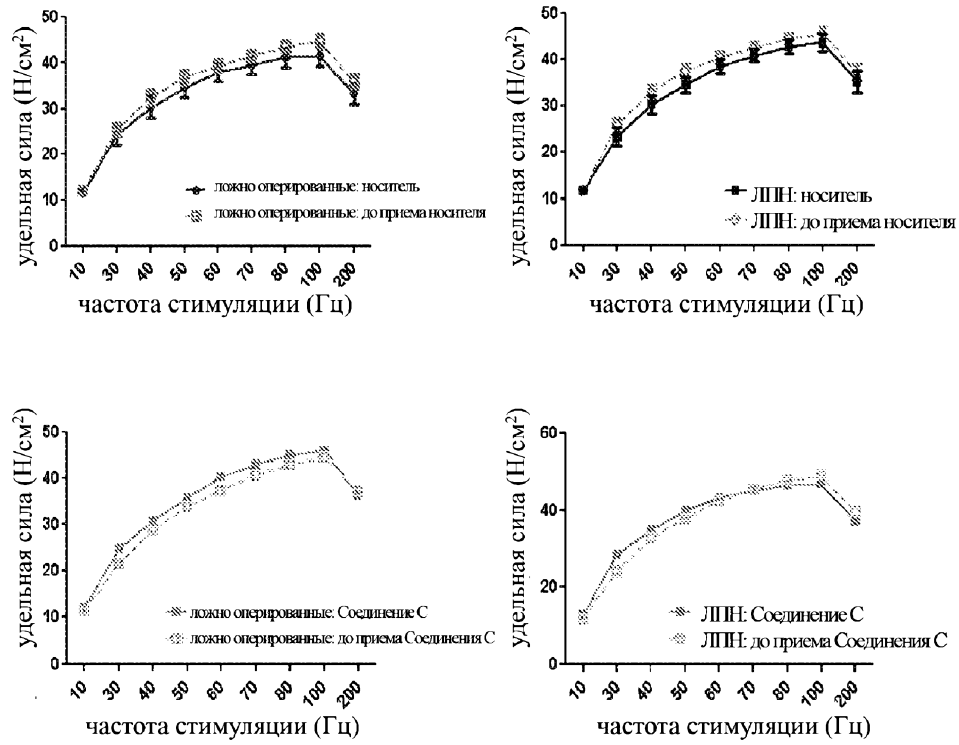 удельная сила (Н/см²)
50
40
30
20
10
0
ложно оперированные: носитель
ложно оперированные: до приема носителя
10 30 40 50 60 70 80 100 200
частота стимуляции (Гц)
удельная сила (Н/см²)
50
40
30
20
10
0
ЛПН: носитель
ЛПН: до приема носителя
10 30 40 50 60 70 80 100 200
частота стимуляции (Гц)
удельная сила (Н/см²)
50
40
30
20
10
0
ложно оперированные: Соединение С
ложно оперированные: до приема Соединения С
10 30 40 50 60 70 80 100 200
частота стимуляции (Гц)
удельная сила (Н/см²)
60
40
20
0
ЛПН: Соединение С
ЛПН: до приема Соединения С
10 30 40 50 60 70 80 100 200
частота стимуляции (Гц)